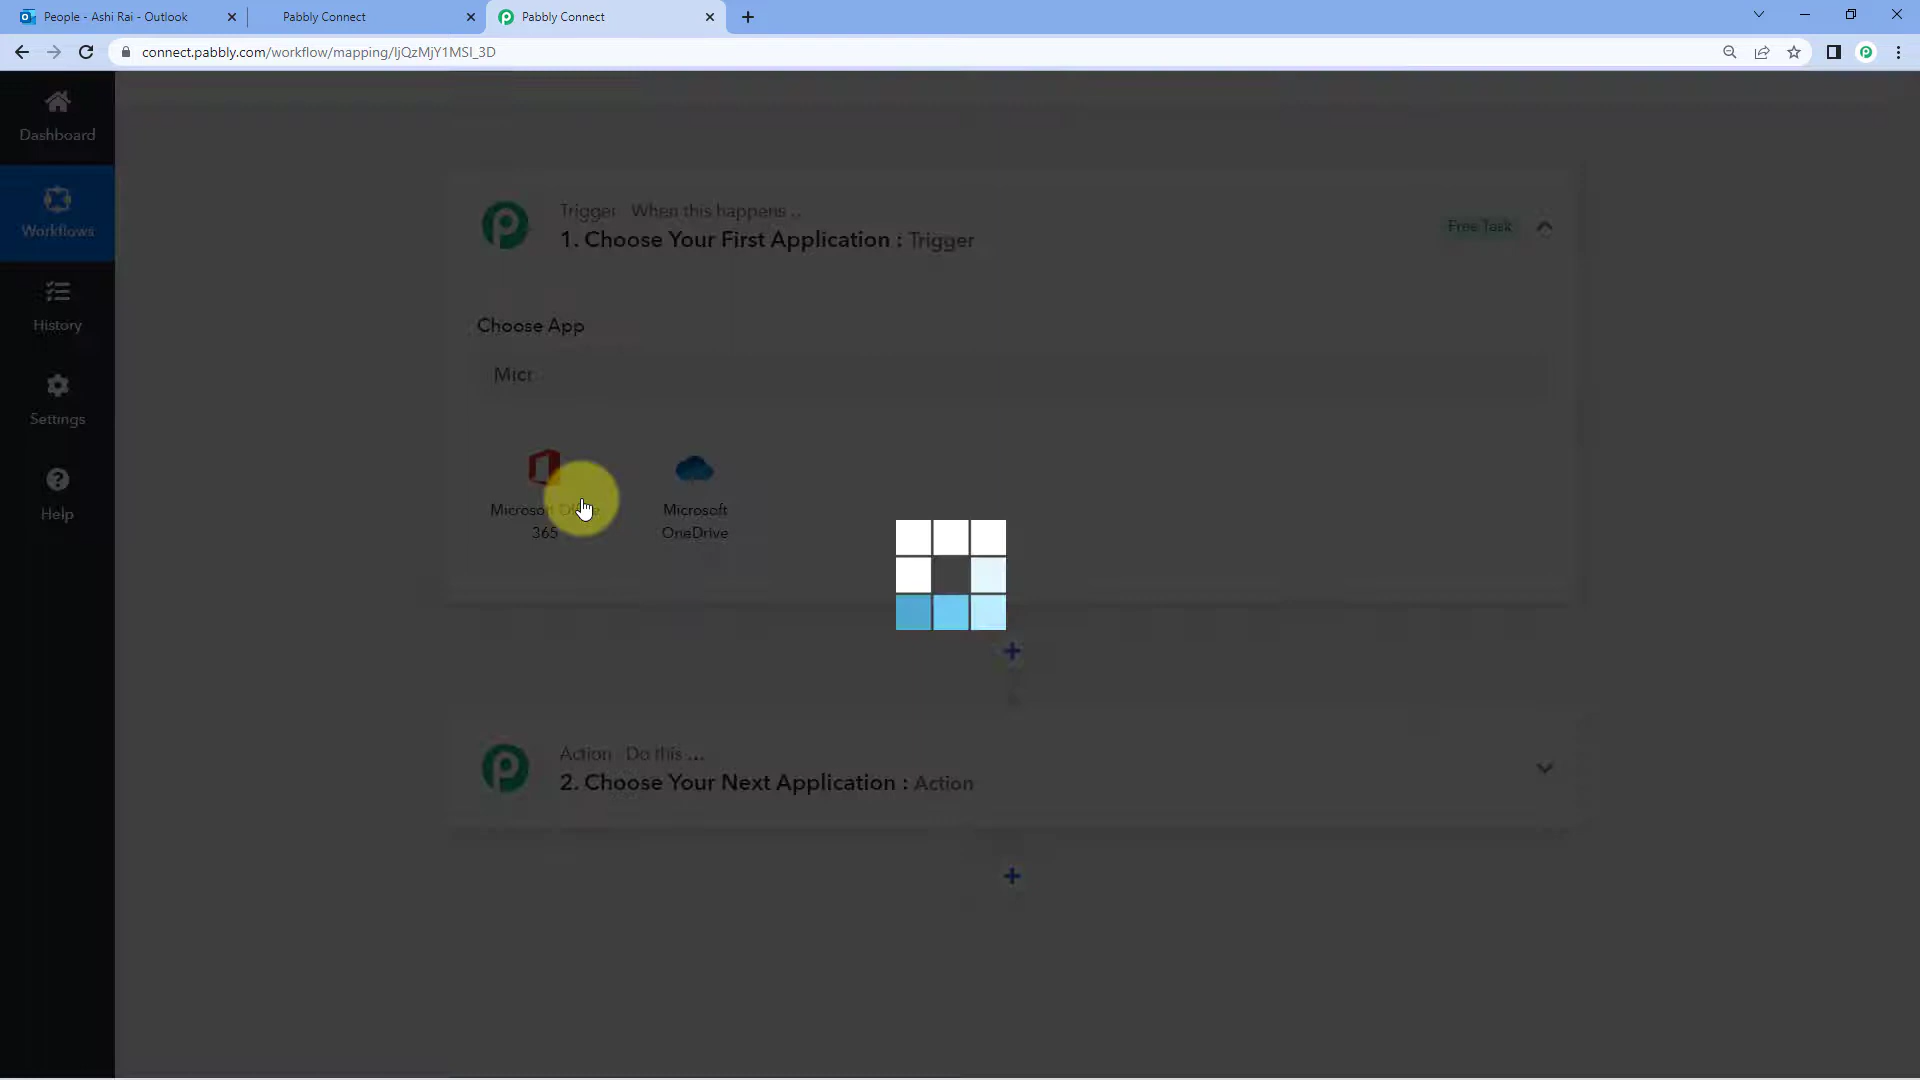 People - Ashi Rai - Outlook
Pabbly Connect
Pabbly Connect
connect.pabbly.com/workflow/mapping/IjQzMjY1MSI_3D
Dashboard
Workflows
History
Settings
Help
Trigger When this happens ..
1. Choose Your First Application : Trigger
Free Task
Choose App
Micr
Microsoft Office
365
Microsoft
OneDrive
Action Do this ...
2. Choose Your Next Application : Action